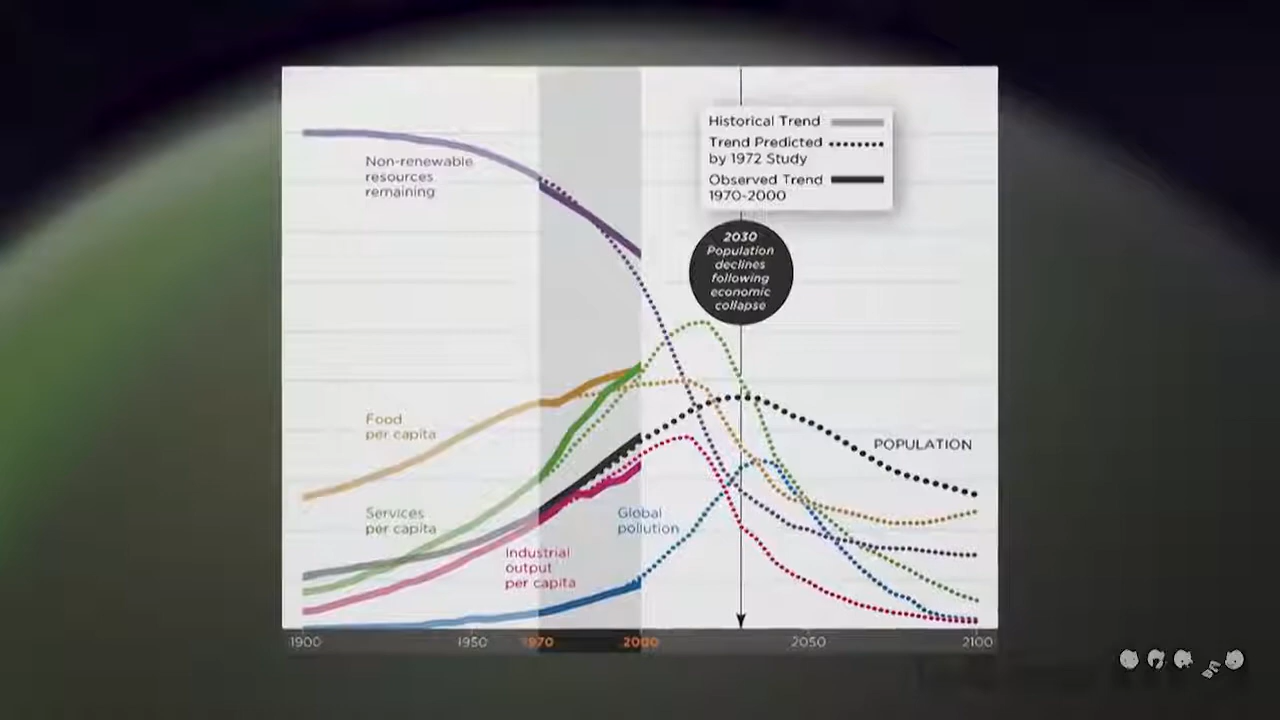 Historical Trend
Trend Predicted
by 1972 Study
Observed Trend
1970-2000
Non-renewable
resources
remaining
2030
Population
declines
following
economic
collapse
Food
per capita
POPULATION
Services
per capita
Global
pollution
Industrial
output
per capita
1900
1950
1970
2000
2050
2100